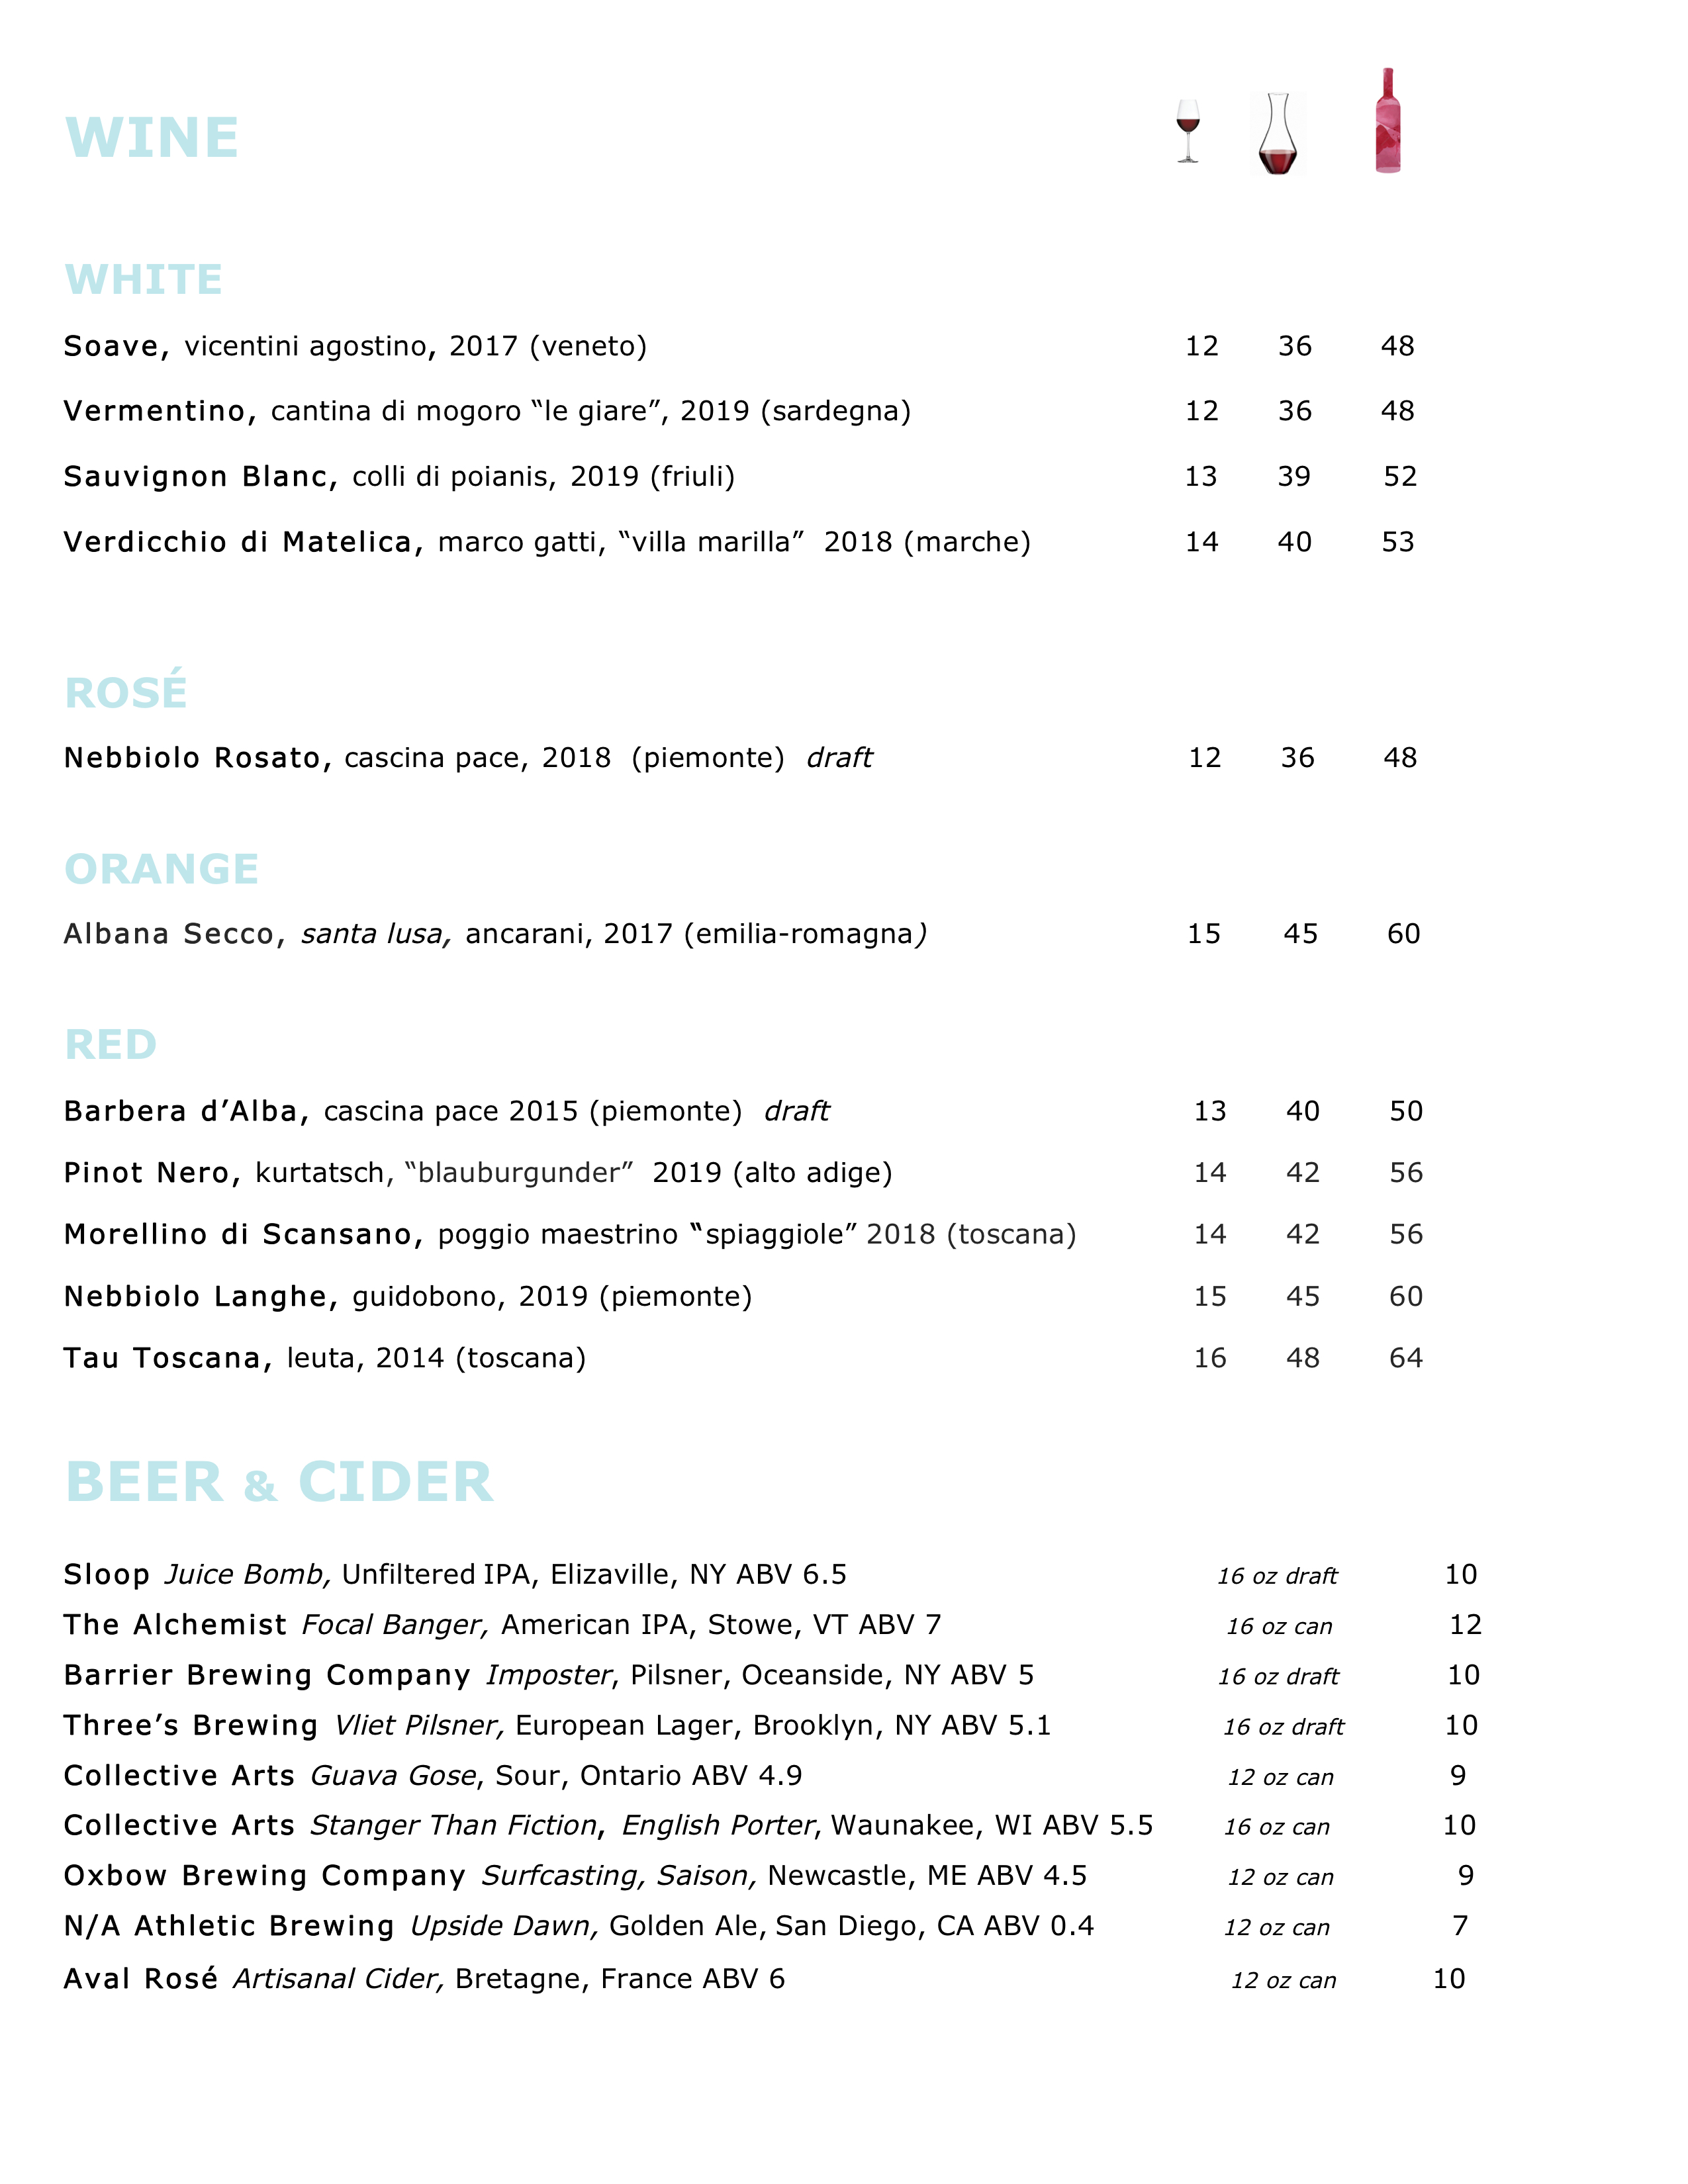 WINE
WHITE
Soave, vicentini agostino, 2017 (veneto) 12 36 48
Vermentino, cantina di mogoro “le giare”, 2019 (sardegna) 12 36 48
Sauvignon Blanc, colli di poianis, 2019 (friuli) 13 39 52
Verdicchio di Matelica, marco gatti, “villa marilla” 2018 (marche) 14 40 53
ROSÉ
Nebbiolo Rosato, cascina pace, 2018 (piemonte) draft 12 36 48
ORANGE
Albana Secco, santa lusa, ancarani, 2017 (emilia-romagna) 15 45 60
RED
Barbera d’Alba, cascina pace 2015 (piemonte) draft 13 40 50
Pinot Nero, kurtatsch, “blauburgunder” 2019 (alto adige) 14 42 56
Morellino di Scansano, poggio maestrino “spiaggiole” 2018 (toscana) 14 42 56
Nebbiolo Langhe, guidobono, 2019 (piemonte) 15 45 60
Tau Toscana, leuta, 2014 (toscana) 16 48 64
BEER & CIDER
Sloop Juice Bomb, Unfiltered IPA, Elizaville, NY ABV 6.5 16 oz draft 10
The Alchemist Focal Banger, American IPA, Stowe, VT ABV 7 16 oz can 12
Barrier Brewing Company Imposter, Pilsner, Oceanside, NY ABV 5 16 oz draft 10
Three’s Brewing Vliet Pilsner, European Lager, Brooklyn, NY ABV 5.1 16 oz draft 10
Collective Arts Guava Gose, Sour, Ontario ABV 4.9 12 oz can 9
Collective Arts Stanger Than Fiction, English Porter, Waunakee, WI ABV 5.5 16 oz can 10
Oxbow Brewing Company Surfcasting, Saison, Newcastle, ME ABV 4.5 12 oz can 9
N/A Athletic Brewing Upside Dawn, Golden Ale, San Diego, CA ABV 0.4 12 oz can 7
Aval Rosé Artisanal Cider, Bretagne, France ABV 6 12 oz can 10